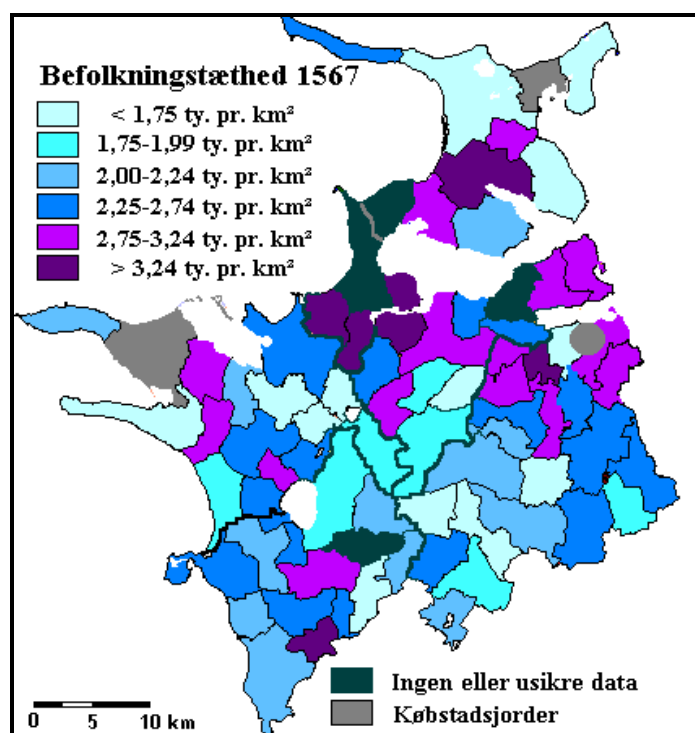 Befolkningstæthed 1567
< 1,75 ty. pr. km²
1,75-1,99 ty. pr. km²
2,00-2,24 ty. pr. km²
2,25-2,74 ty. pr. km²
2,75-3,24 ty. pr. km²
> 3,24 ty. pr. km²
Ingen eller usikre data
Købstadsjorder
0 5 10 km